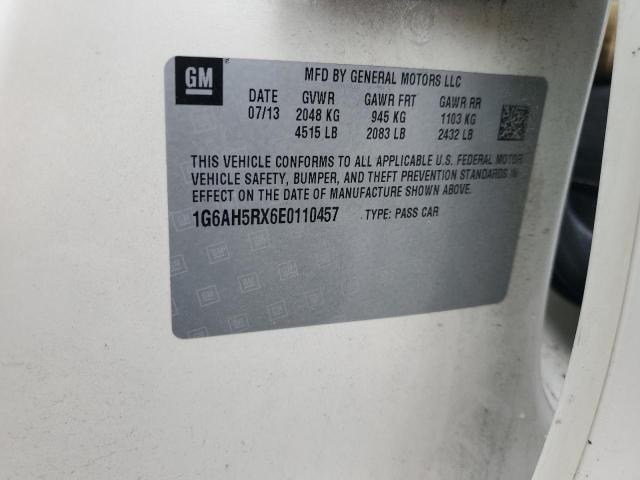 GM
MFD BY GENERAL MOTORS LLC
DATE GVWR GAWR FRT GAWR RR
07/13 2048 KG 945 KG 1103 KG
4515 LB 2083 LB 2432 LB
THIS VEHICLE CONFORMS TO ALL APPLICABLE U.S. FEDERAL MOTOR
VEHICLE SAFETY, BUMPER, AND THEFT PREVENTION STANDARDS IN
EFFECT ON THE DATE OF MANUFACTURE SHOWN ABOVE.
1G6AH5RX6E0110457 TYPE: PASS CAR